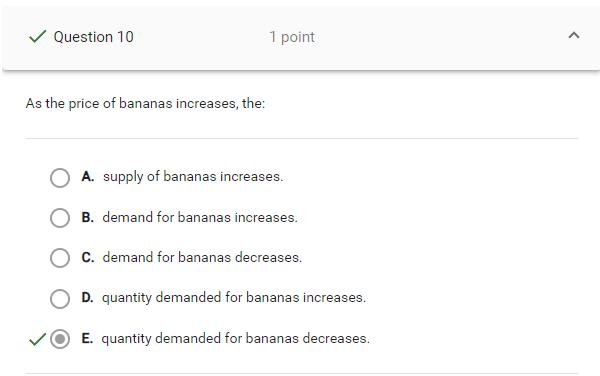 Question 10 1 point
As the price of bananas increases, the:
A. supply of bananas increases.
B. demand for bananas increases.
C. demand for bananas decreases.
D. quantity demanded for bananas increases.
E. quantity demanded for bananas decreases.